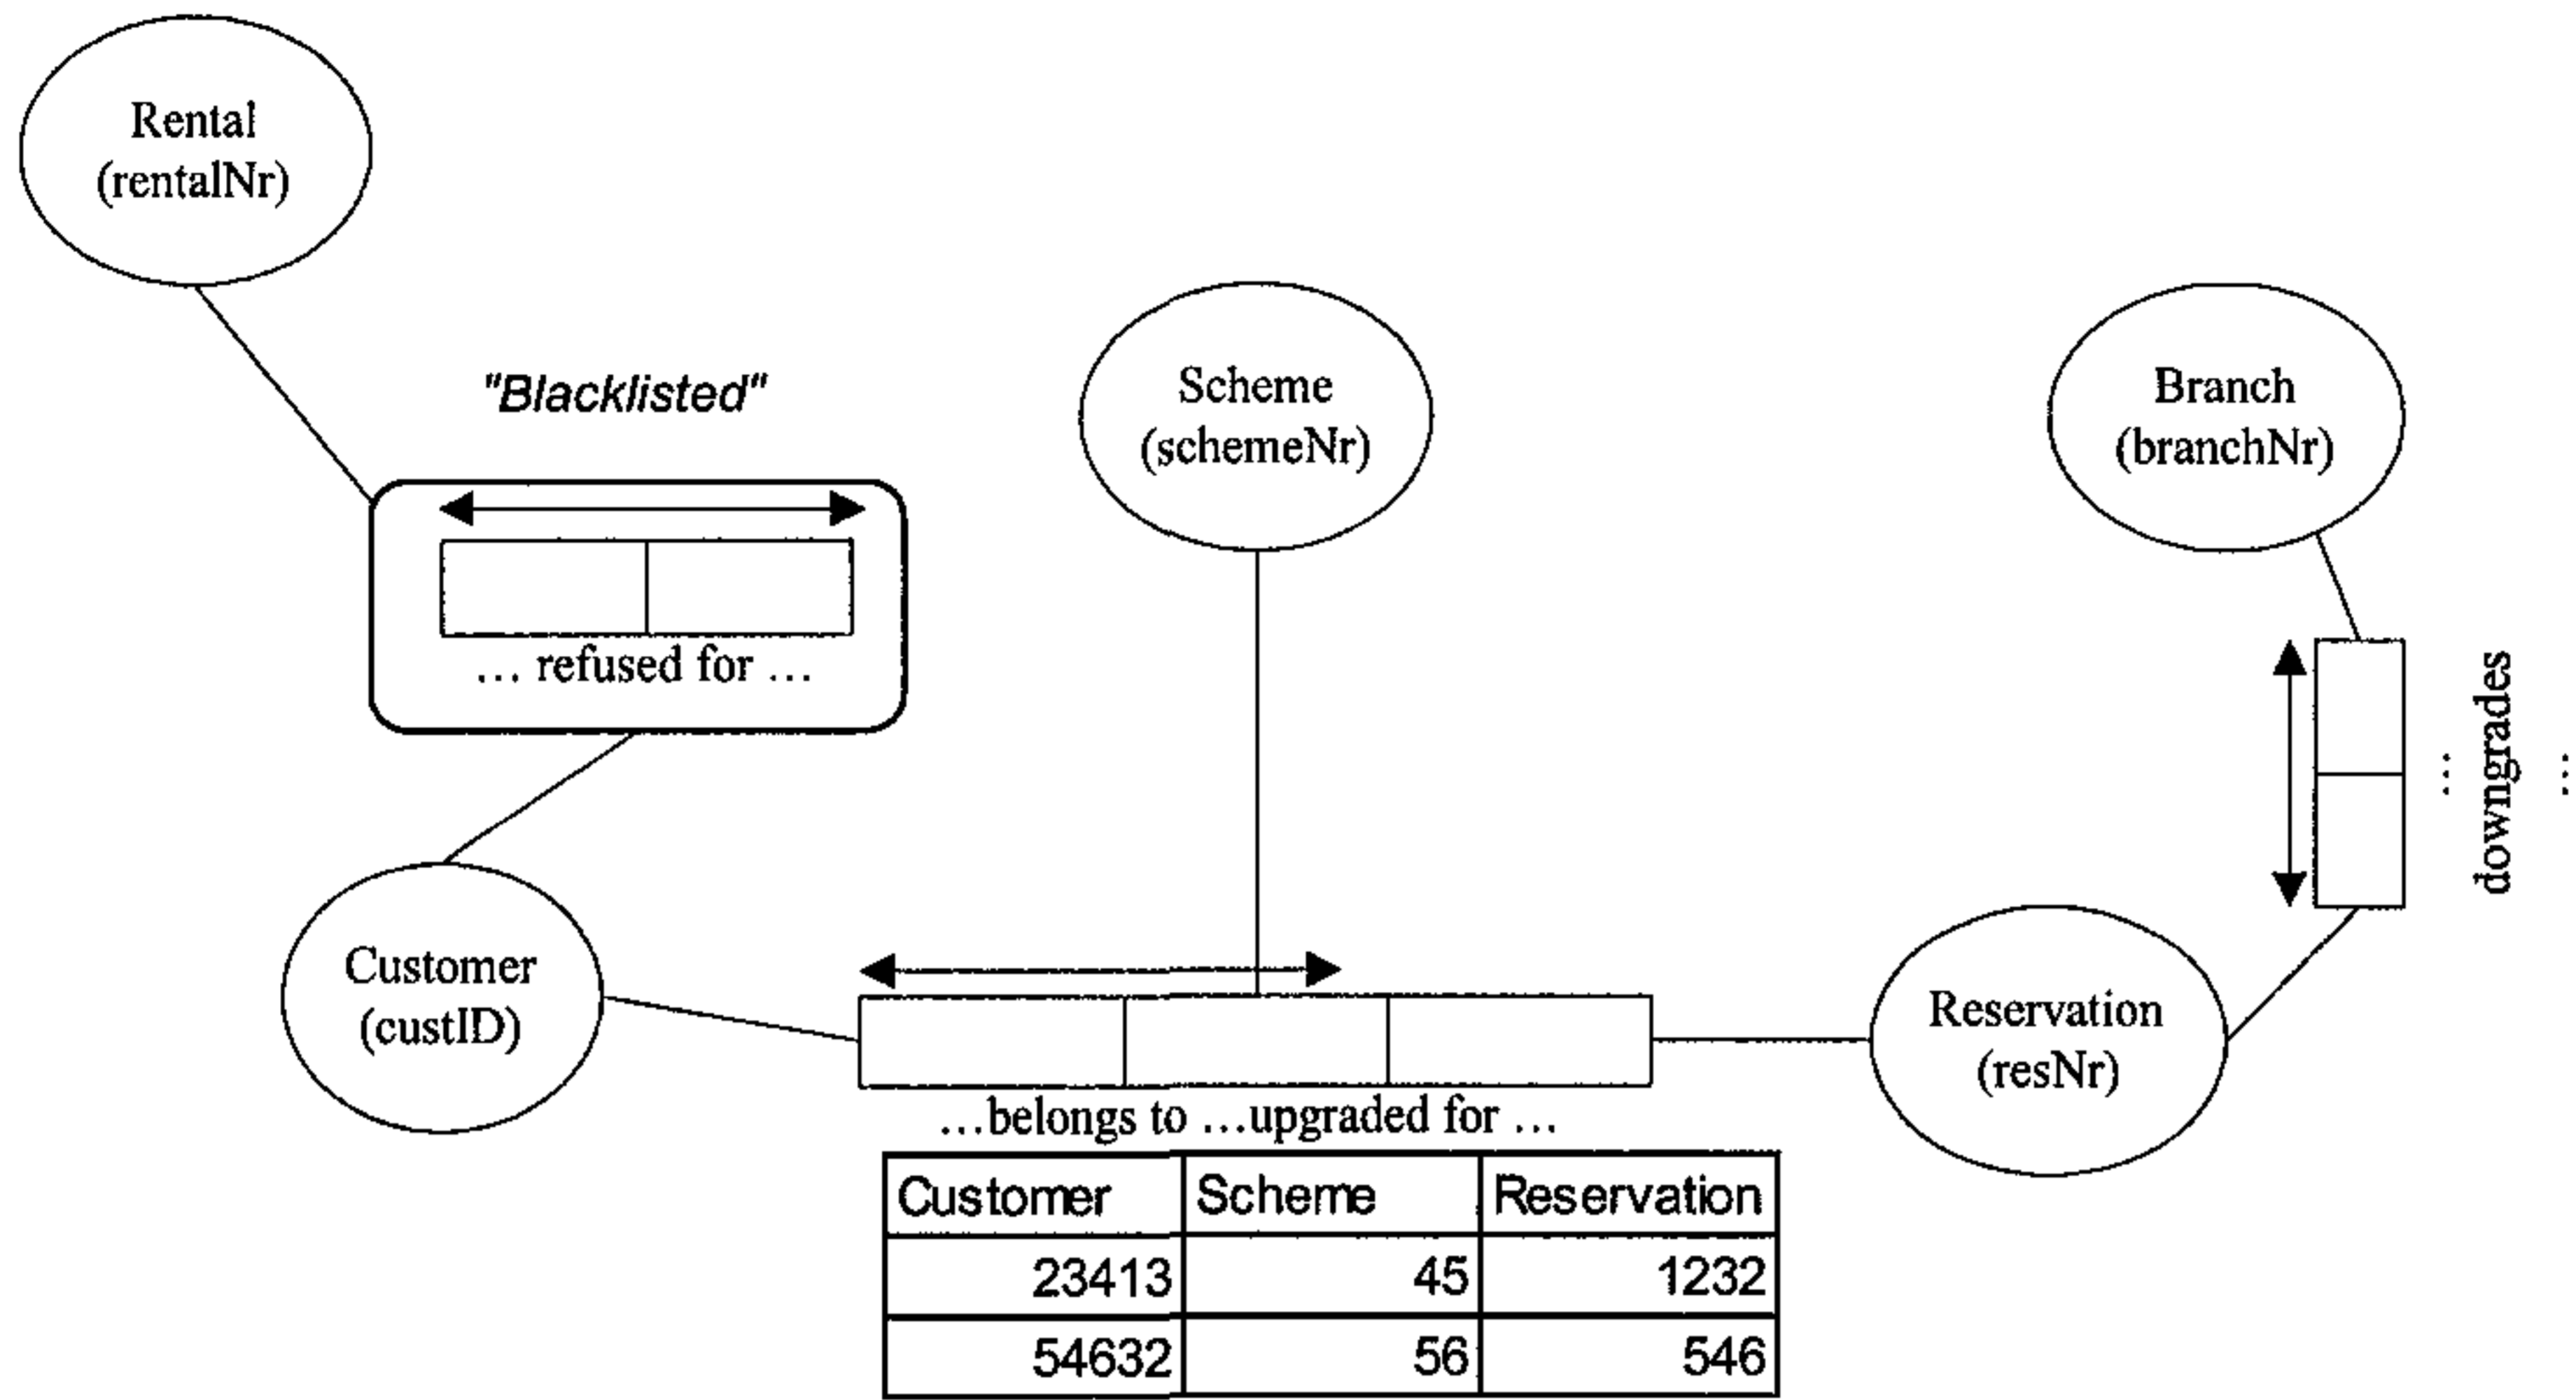 Rental
(rentalNr)
"Blacklisted"
Scheme
(schemeNr)
Branch
(branchNr)
... refused for ...
... downgrades ...
Customer
(custID)
Reservation
(resNr)
...belongs to ...upgraded for ...
Customer Scheme Reservation
23413 45 1232
54632 56 546